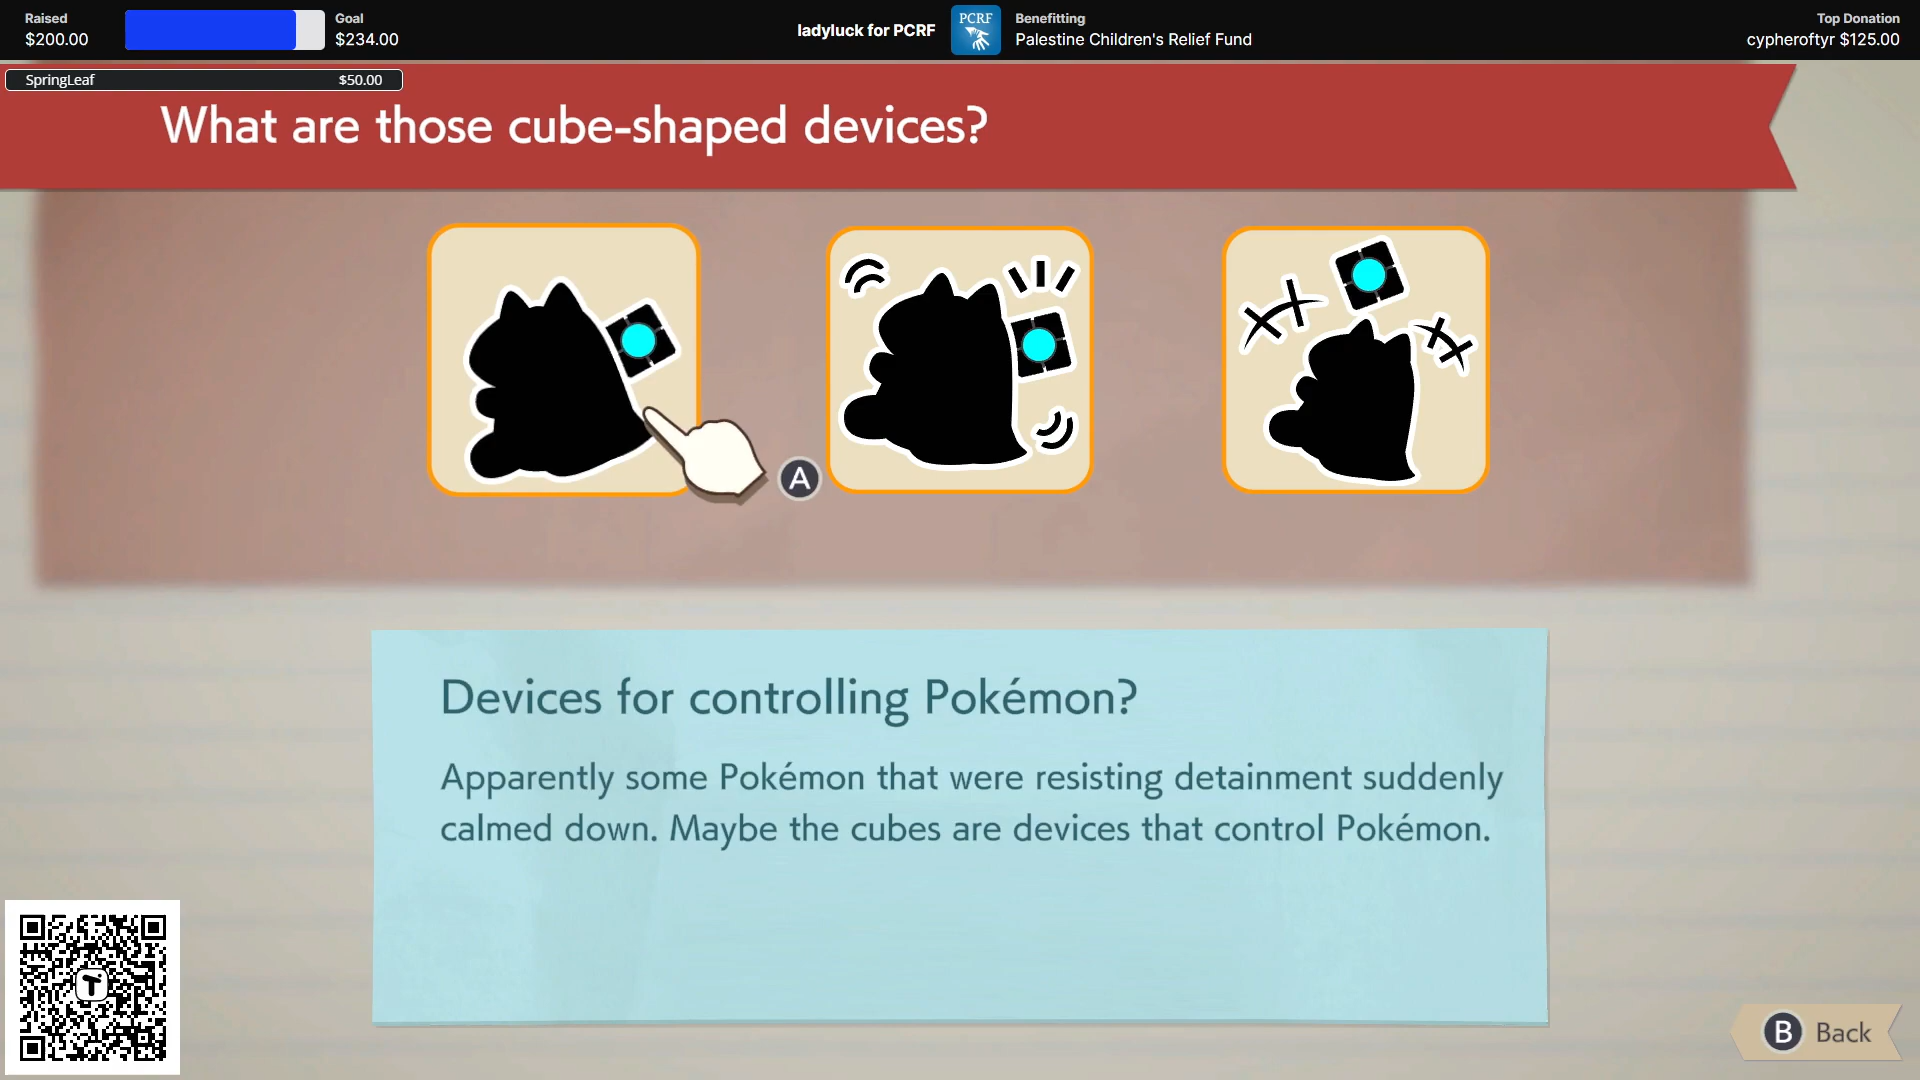 Raised
$200.00
Goal
$234.00
ladyluck for PCRF
PCRF
Benefitting
Palestine Children's Relief Fund
Top Donation
cypheroftyr $125.00
SpringLeaf $50.00
What are those cube-shaped devices?
A
Devices for controlling Pokémon?
Apparently some Pokémon that were resisting detainment suddenly
calmed down. Maybe the cubes are devices that control Pokémon.
T
B Back